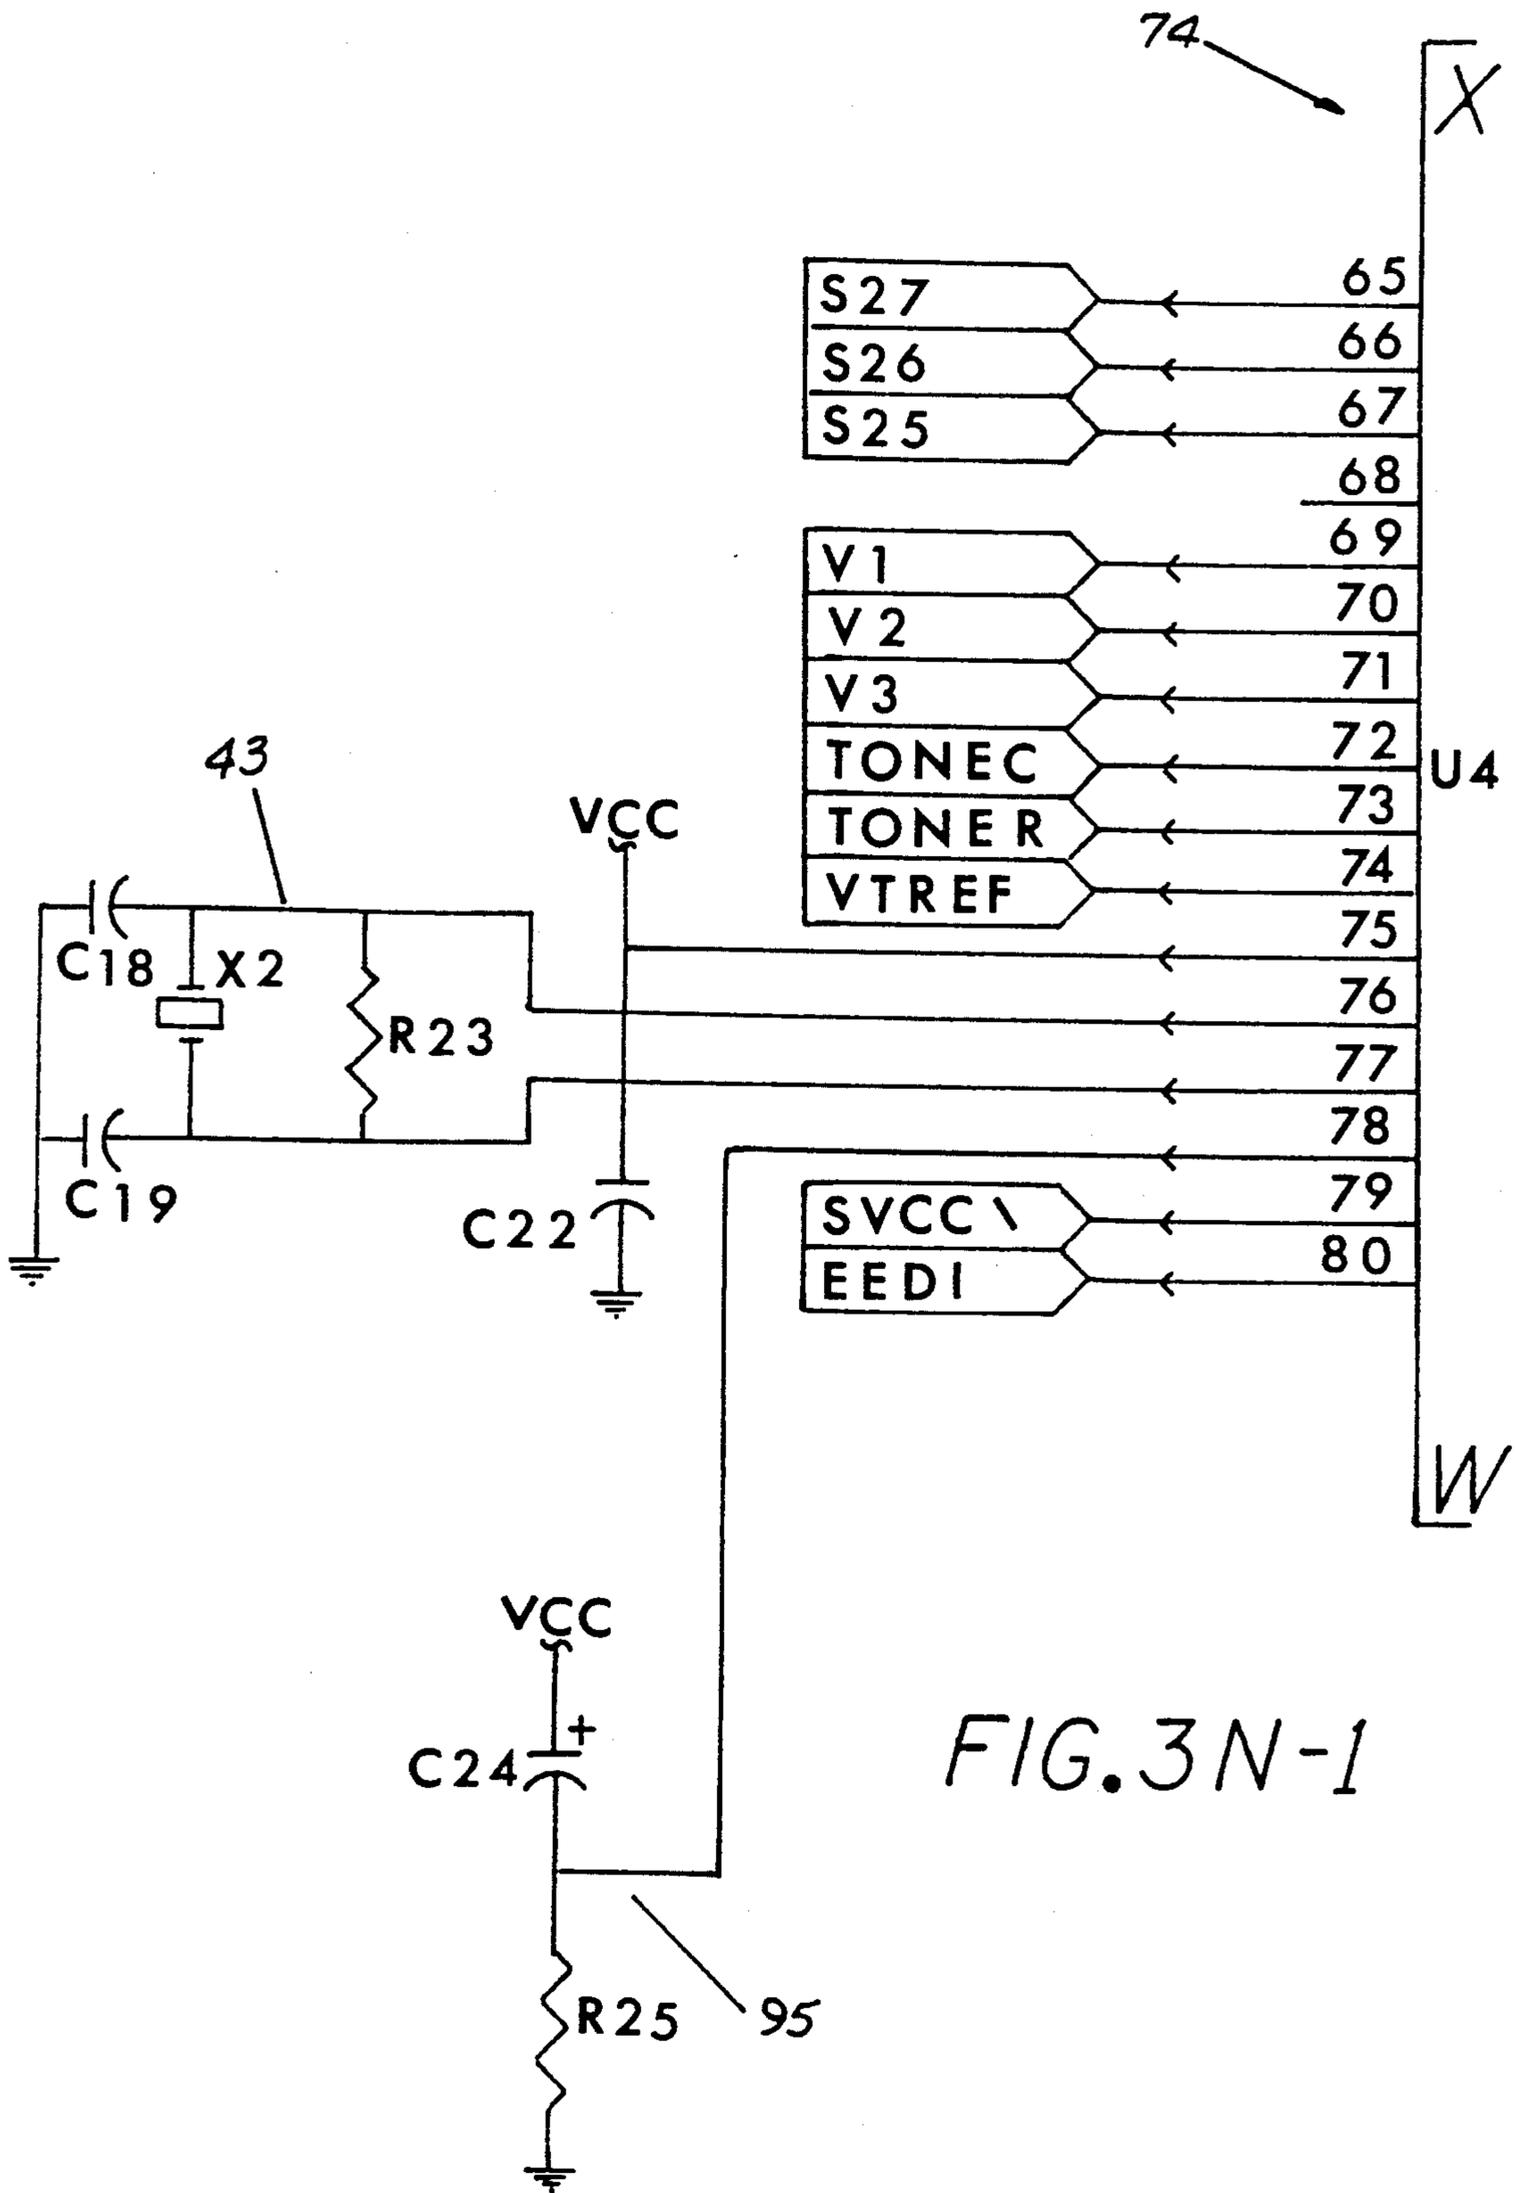 74
X
S27 65
S26 66
S25 67
68
V1 69
V2 70
V3 71
TONEC 72
U4
TONER 73
VTREF 74
75
76
77
78
SVCC\ 79
EEDI 80
43
VCC
C18
X2
R23
C19
C22
W
VCC
+
C24
R25
95
FIG.3N-1